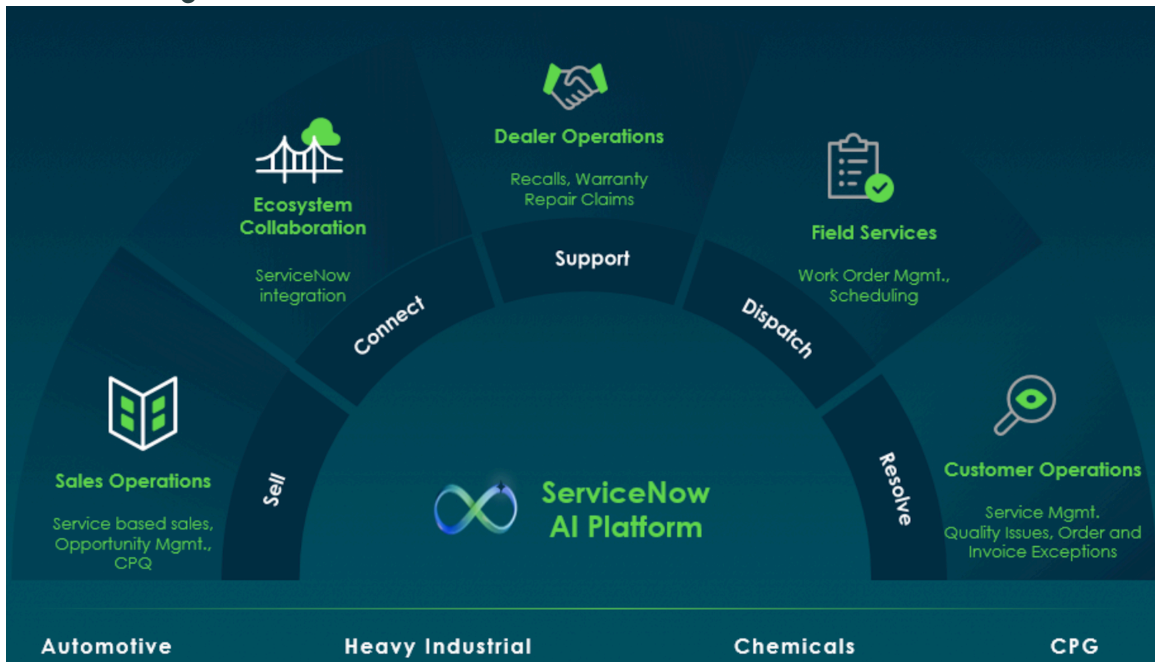 Dealer Operations
Recalls, Warranty
Repair Claims
Support
Ecosystem
Collaboration
ServiceNow
integration
Connect
Field Services
Work Order Mgmt.,
Scheduling
Dispatch
Sales Operations
Service based sales,
Opportunity Mgmt.,
CPQ
Sell
Customer Operations
Service Mgmt.
Quality Issues, Order and
Invoice Exceptions
Resolve
ServiceNow
AI Platform
Automotive
Heavy Industrial
Chemicals
CPG